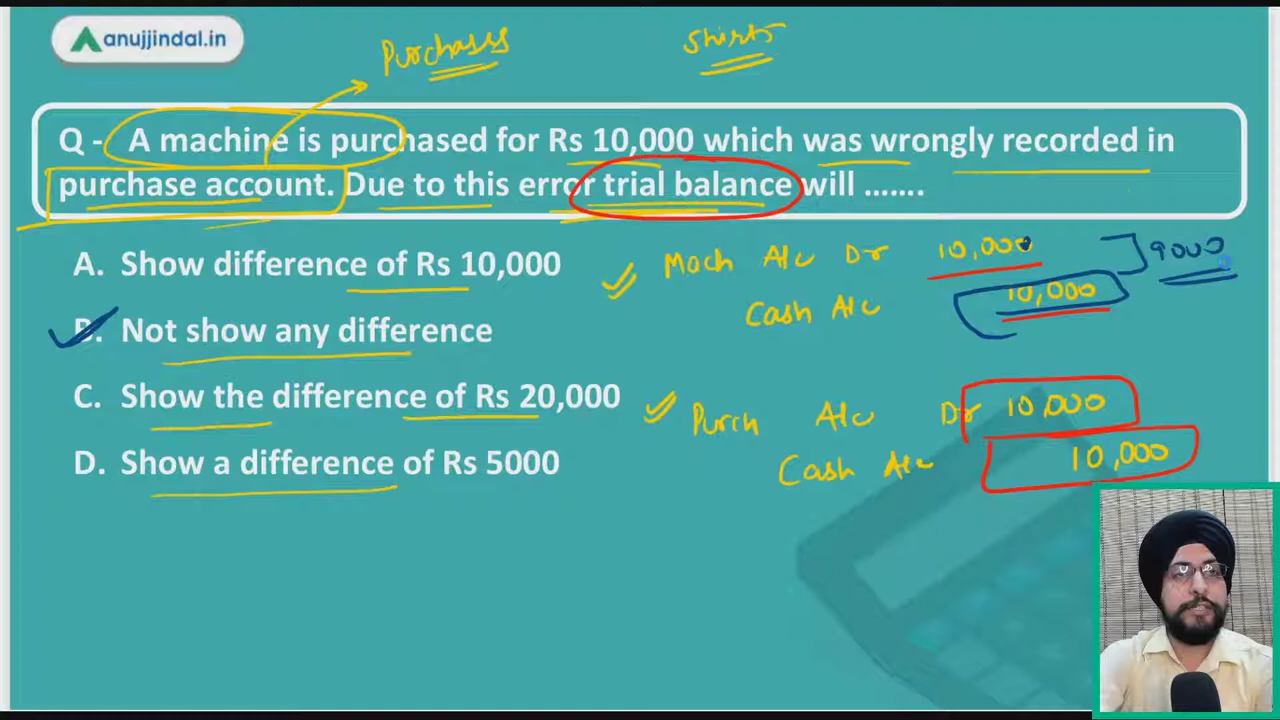 anujjindal.in
Purchases
Shirts
Q - A machine is purchased for Rs 10,000 which was wrongly recorded in
purchase account. Due to this error trial balance will …….
A. Show difference of Rs 10,000
B. Not show any difference
C. Show the difference of Rs 20,000
D. Show a difference of Rs 5000
Mach A/c Dr 10,000
9000
Cash A/c 10,000
Purch A/c Dr 10,000
Cash A/c 10,000